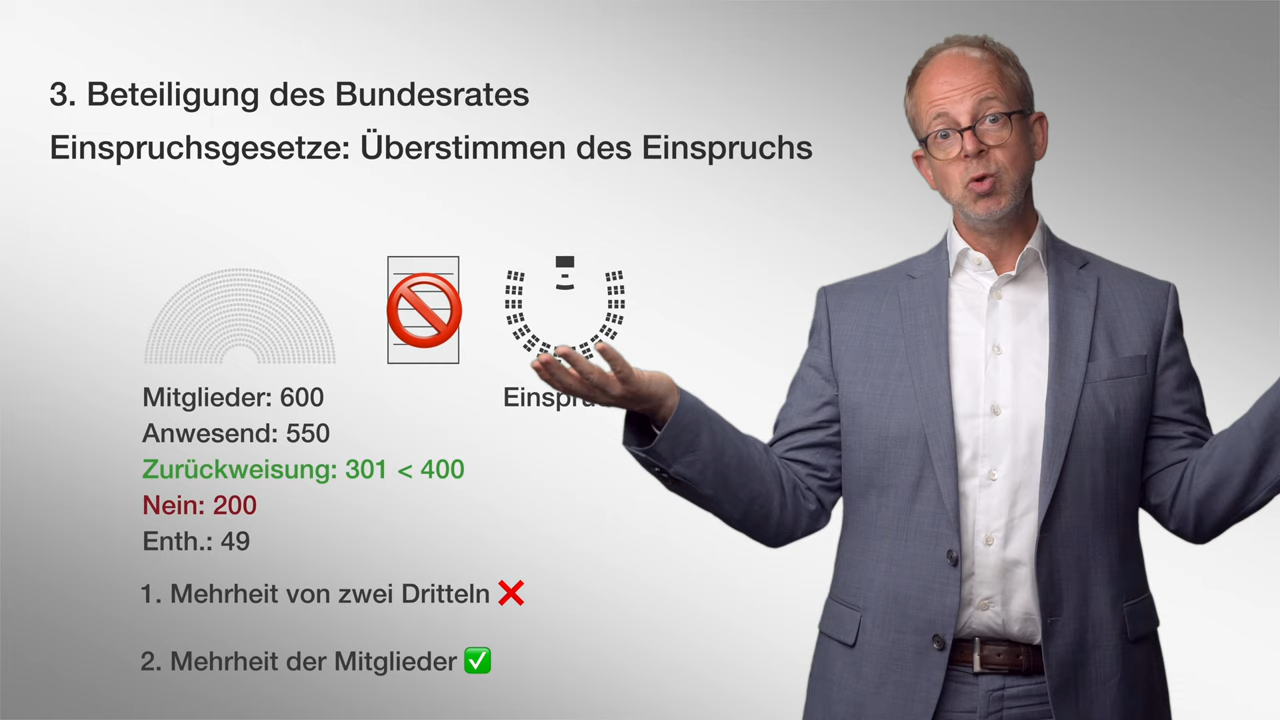 3. Beteiligung des Bundesrates
Einspruchsgesetze: Überstimmen des Einspruchs
Mitglieder: 600
Anwesend: 550
Zurückweisung: 301 < 400
Nein: 200
Enth.: 49
1. Mehrheit von zwei Dritteln ❌
2. Mehrheit der Mitglieder ✅